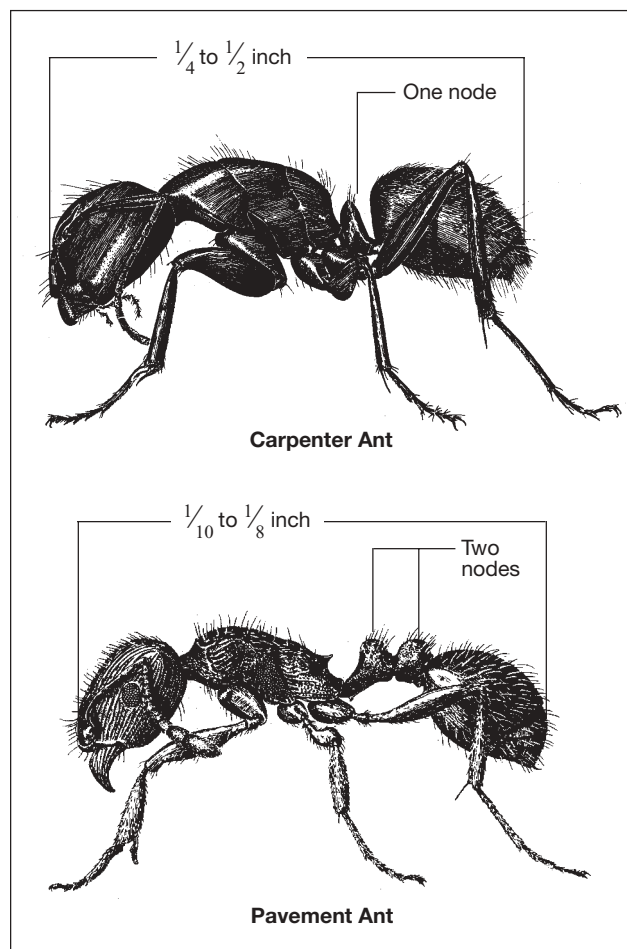 1/4 to 1/2 inch
One node
Carpenter Ant
1/10 to 1/8 inch
Two
nodes
Pavement Ant